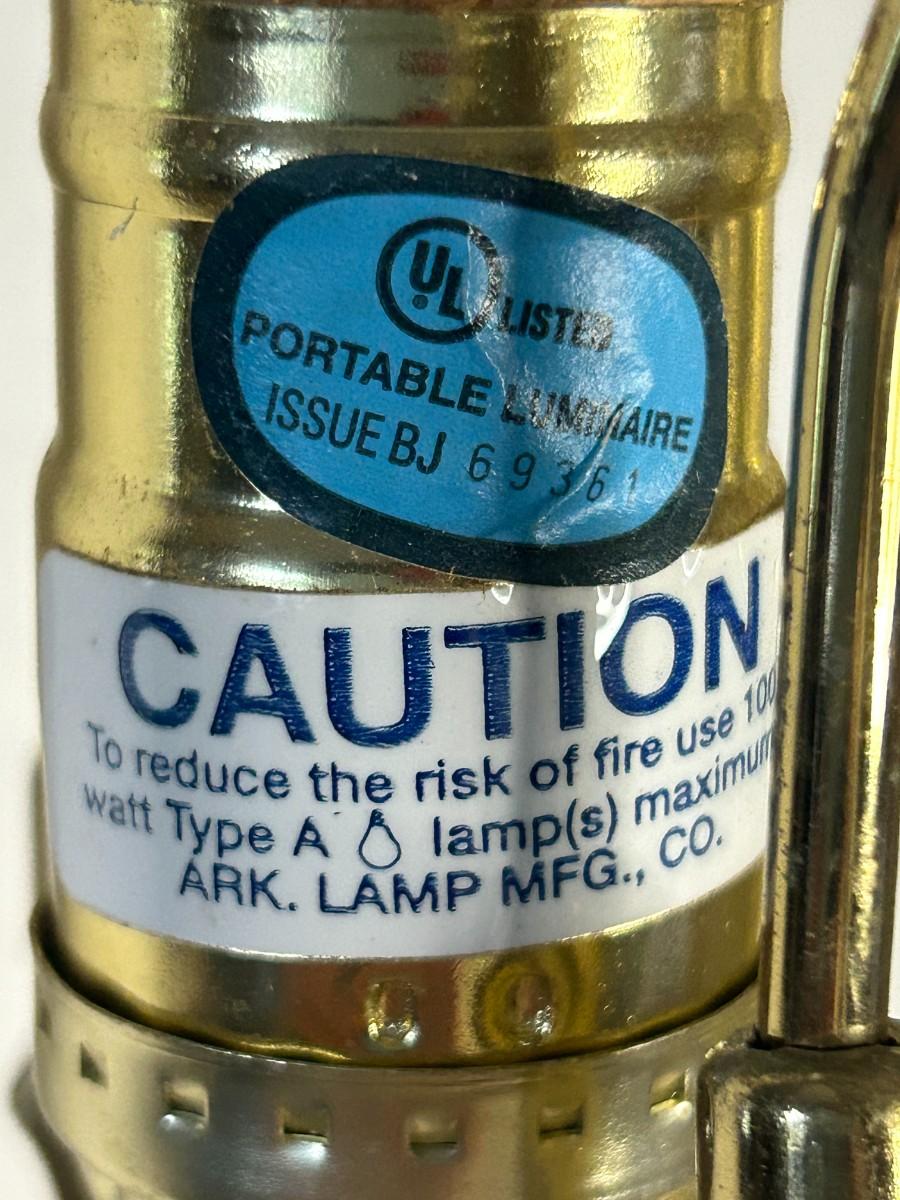 UL LISTED
PORTABLE LUMINAIRE
ISSUE BJ 69361
CAUTION
To reduce the risk of fire use 100
watt Type A lamp(s) maximum
ARK. LAMP MFG., CO.